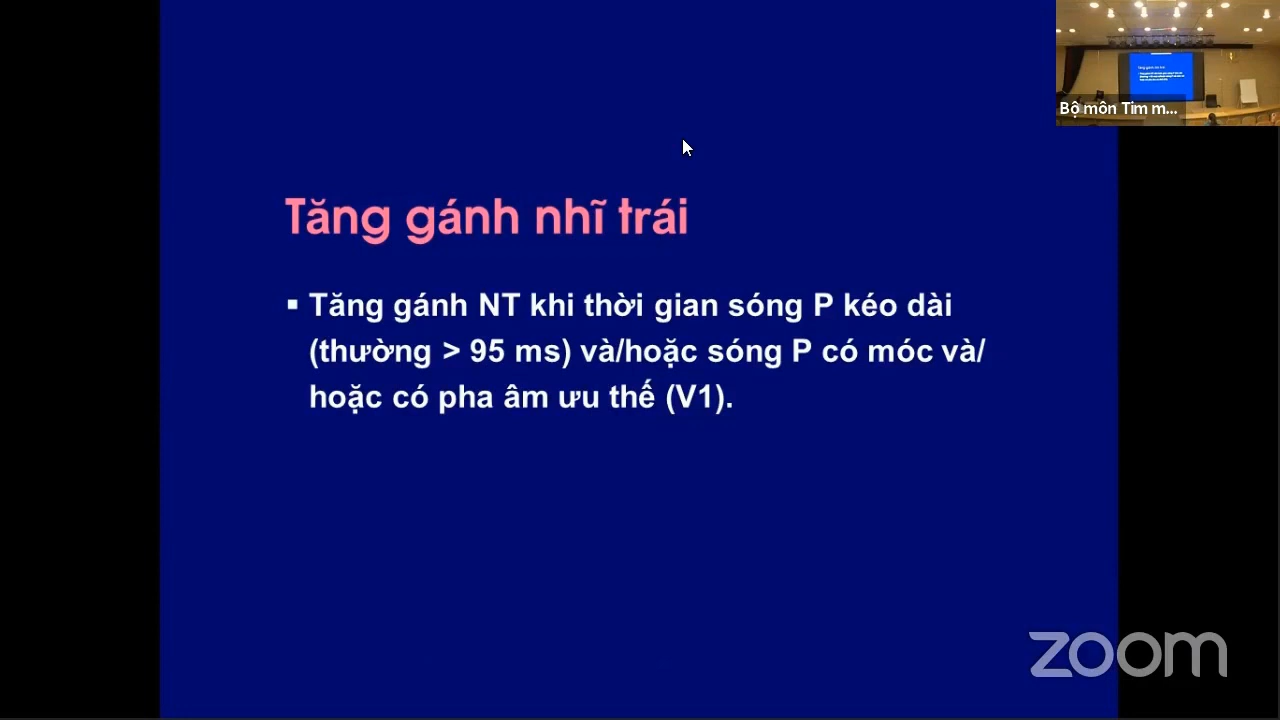 Bộ môn Tim m...
Tăng gánh nhĩ trái
▪ Tăng gánh NT khi thời gian sóng P kéo dài
(thường > 95 ms) và/hoặc sóng P có móc và/
hoặc có pha âm ưu thế (V1).
zoom